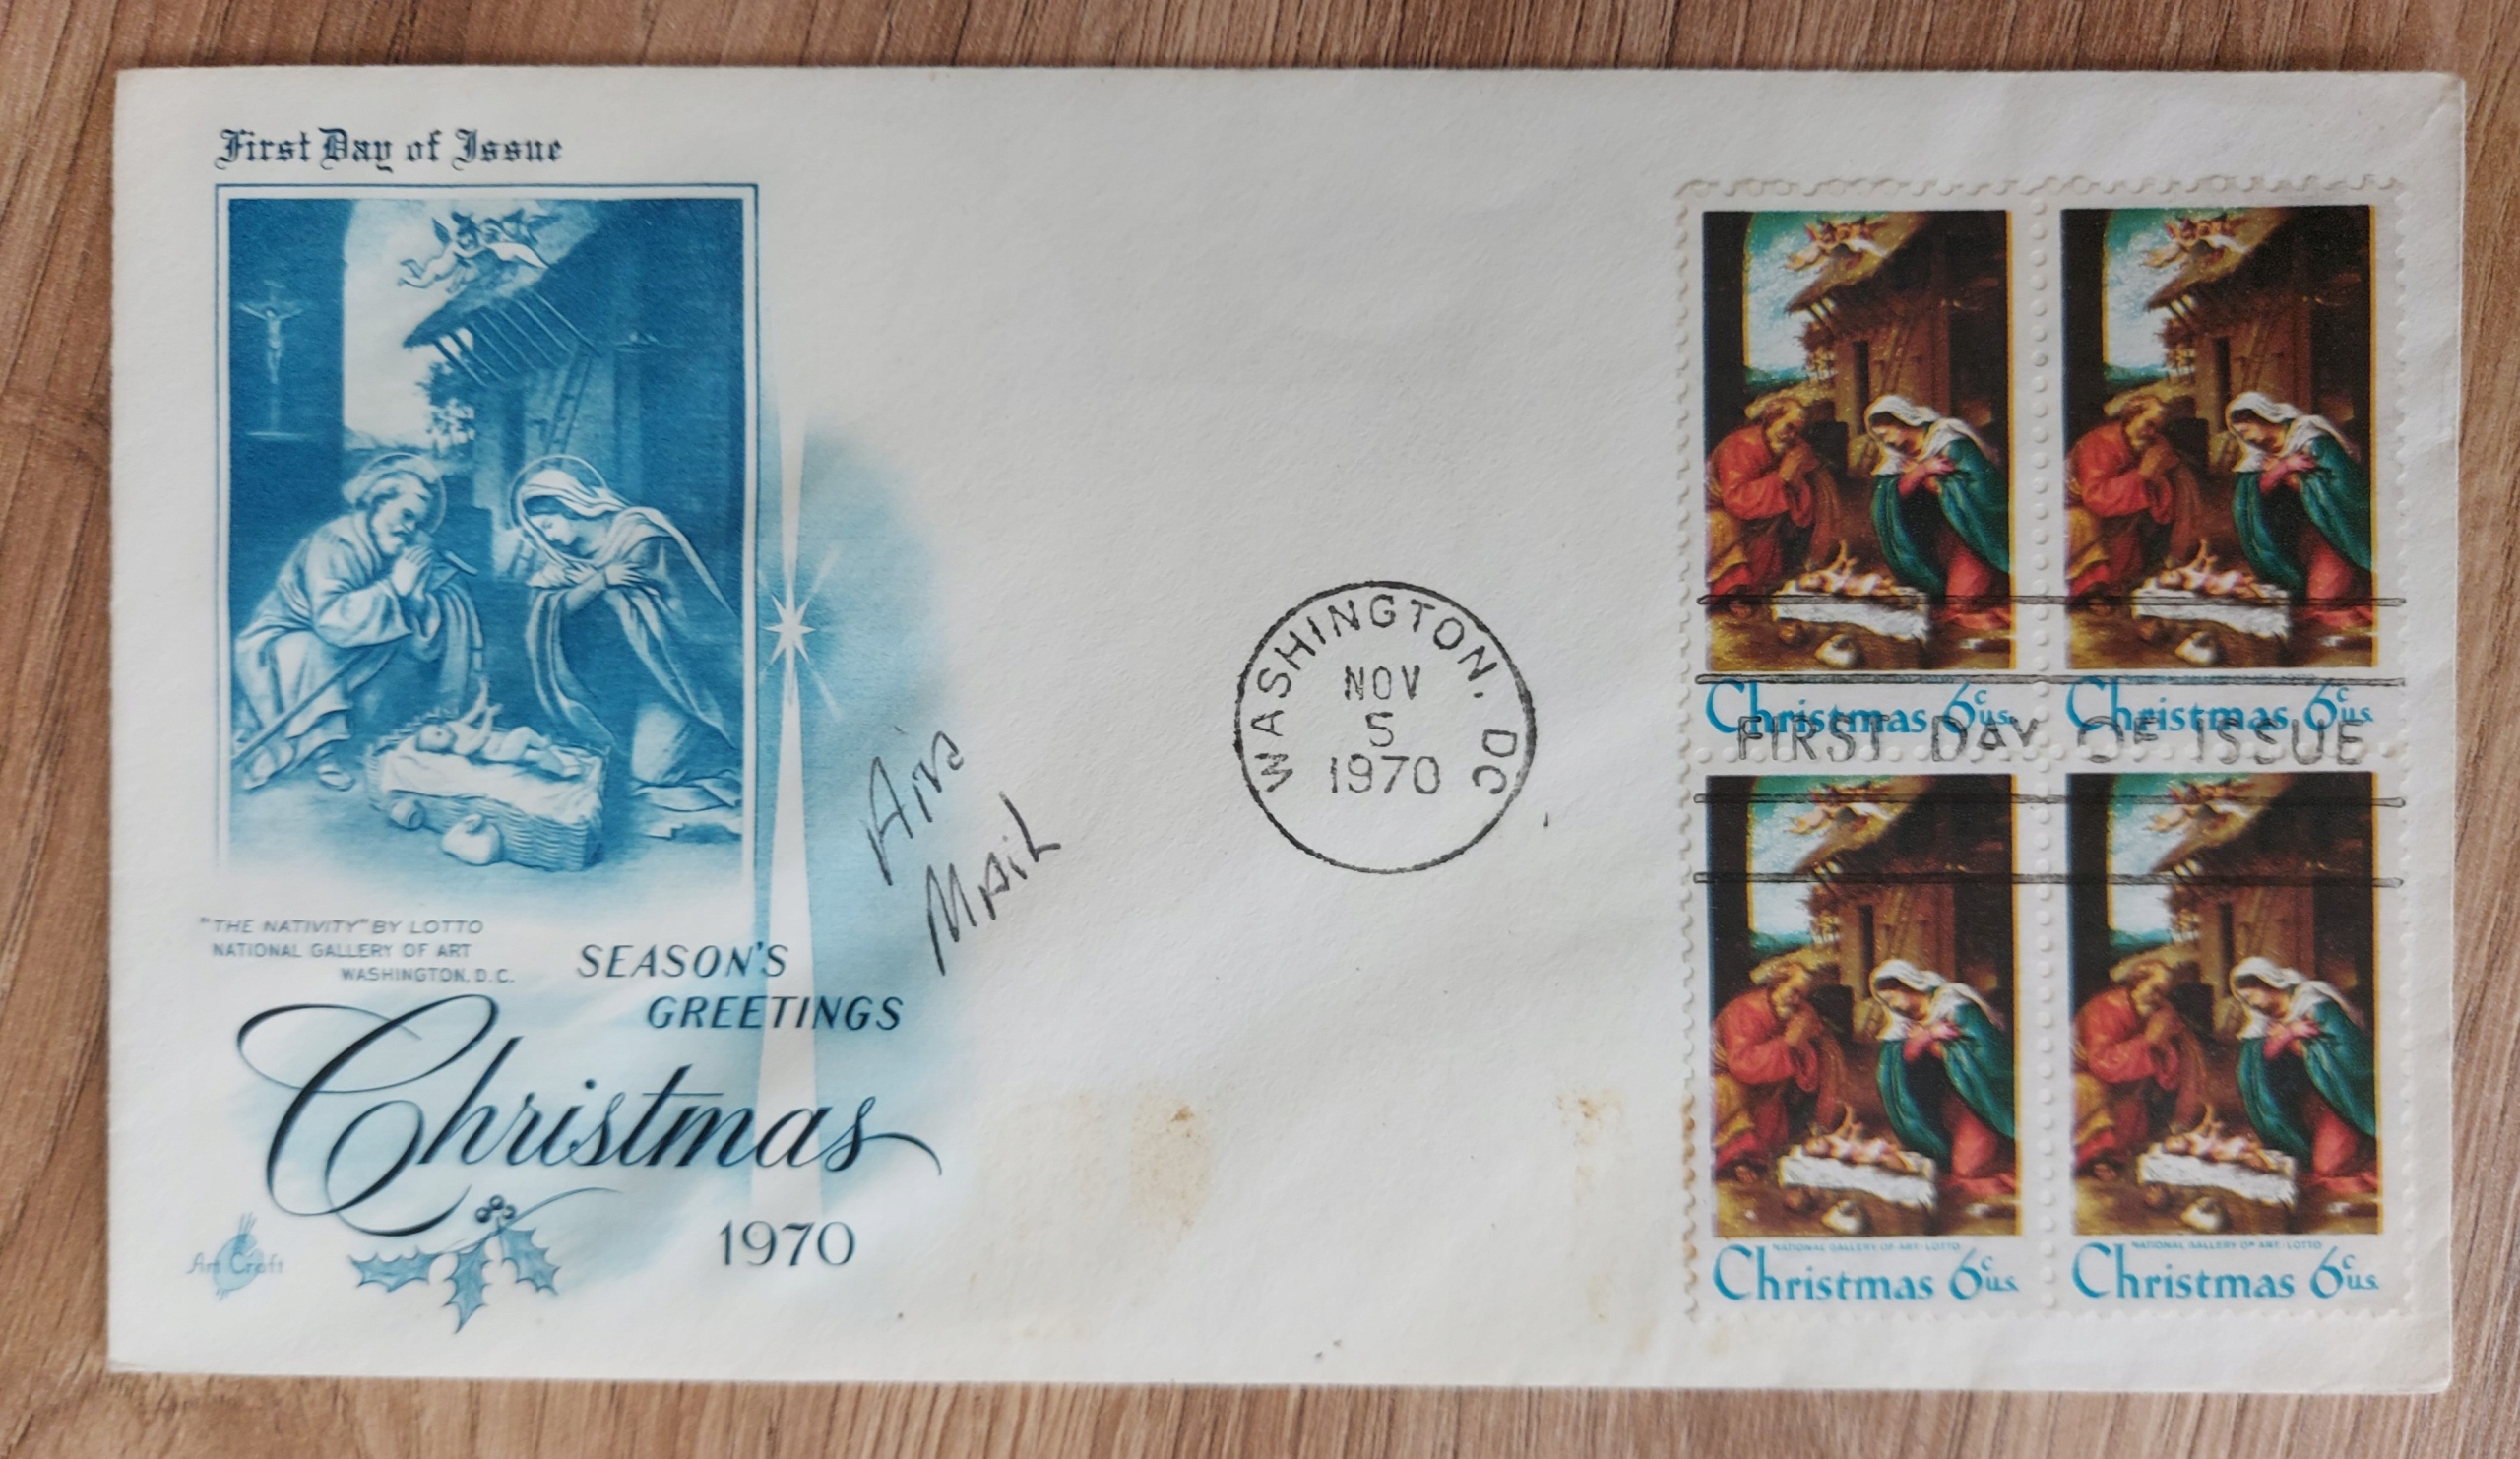 First Day of Issue
"THE NATIVITY" BY LOTTO
NATIONAL GALLERY OF ART
WASHINGTON, D.C.
SEASON'S
GREETINGS
Christmas
1970
Art Craft
Air
Mail
WASHINGTON, DC
NOV
5
1970
Christmas 6c u.s.
Christmas 6c u.s.
FIRST DAY OF ISSUE
NATIONAL GALLERY OF ART: LOTTO
Christmas 6c u.s.
NATIONAL GALLERY OF ART: LOTTO
Christmas 6c u.s.